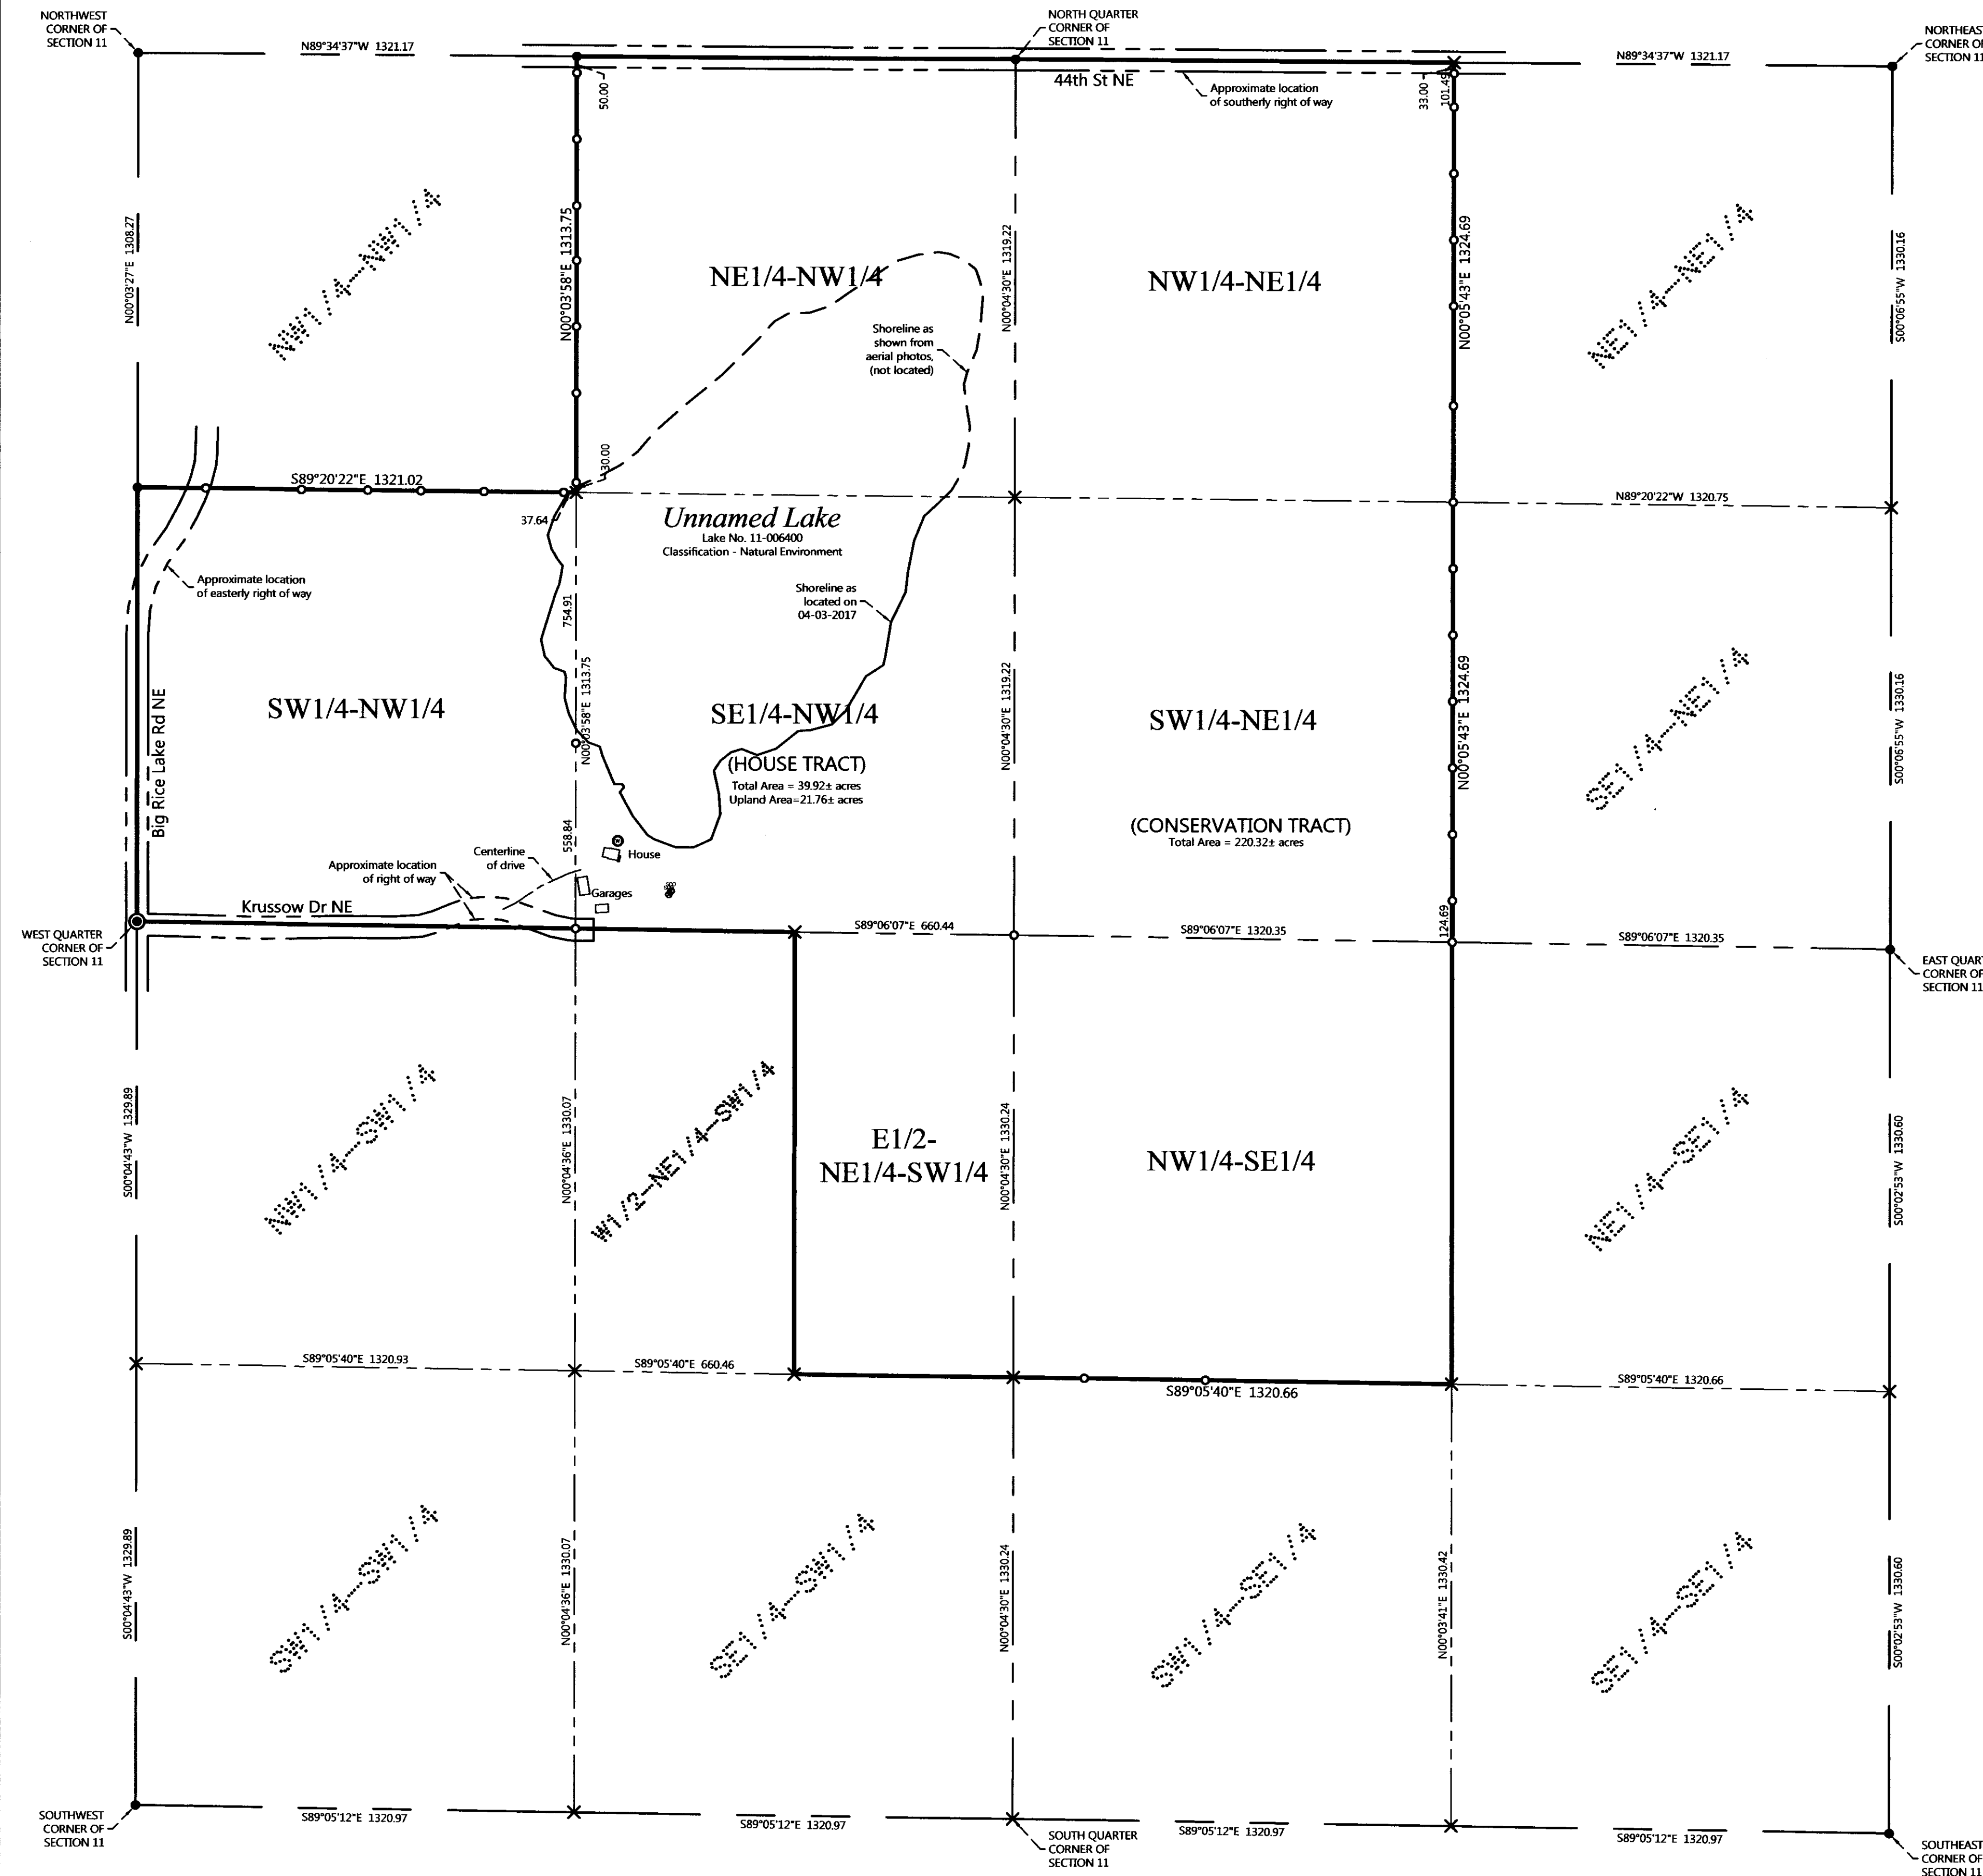 NORTHWEST
CORNER OF
SECTION 11
NORTH QUARTER
CORNER OF
SECTION 11
CORNER OF
SECTION 11
N89°34'37"W 1321.17
N89°34'37"W 1321.17
44th St NE
50.00
33.00
101.49
Approximate location
of southerly right of way
NW1/4-NW1/4
NE1/4-NW1/4
NW1/4-NE1/4
NE1/4-NE1/4
N00°03'27"E 1308.27
N00°03'58"E 1313.75
N00°04'30"E 1319.22
N00°05'43"E 1324.69
S00°06'55"W 1330.16
Shoreline as
shown from
aerial photos,
(not located)
30.00
S89°20'22"E 1321.02
N89°20'22"W 1320.75
37.64
Unnamed Lake
Lake No. 11-006400
Classification - Natural Environment
Approximate location
of easterly right of way
Shoreline as
located on
04-03-2017
754.91
N00°03'58"E 1313.75
N00°04'30"E 1319.22
N00°05'43"E 1324.69
S00°06'55"W 1330.16
Big Rice Lake Rd NE
SW1/4-NW1/4
SE1/4-NW1/4
SW1/4-NE1/4
SE1/4-NE1/4
(HOUSE TRACT)
Total Area = 39.92± acres
Upland Area=21.76± acres
(CONSERVATION TRACT)
Total Area = 220.32± acres
558.84
Centerline
of drive
House
Approximate location
of right of way
Garages
Krussow Dr NE
124.69
WEST QUARTER
CORNER OF
SECTION 11
S89°06'07"E 660.44
S89°06'07"E 1320.35
S89°06'07"E 1320.35
CORNER OF
SECTION 11
S00°04'43"W 1329.89
N00°04'36"E 1330.07
N00°04'30"E 1330.24
S00°02'53"W 1330.60
NW1/4-SW1/4
W1/2-NE1/4-SW1/4
E1/2-
NE1/4-SW1/4
NW1/4-SE1/4
NE1/4-SE1/4
S89°05'40"E 1320.93
S89°05'40"E 660.46
S89°05'40"E 1320.66
S89°05'40"E 1320.66
S00°04'43"W 1329.89
N00°04'36"E 1330.07
N00°04'30"E 1330.24
N00°03'41"E 1330.42
S00°02'53"W 1330.60
SW1/4-SW1/4
SE1/4-SW1/4
SW1/4-SE1/4
SE1/4-SE1/4
SOUTHWEST
CORNER OF
SECTION 11
S89°05'12"E 1320.97
S89°05'12"E 1320.97
S89°05'12"E 1320.97
S89°05'12"E 1320.97
SOUTH QUARTER
CORNER OF
SECTION 11
SOUTHEAST
CORNER OF
SECTION 11